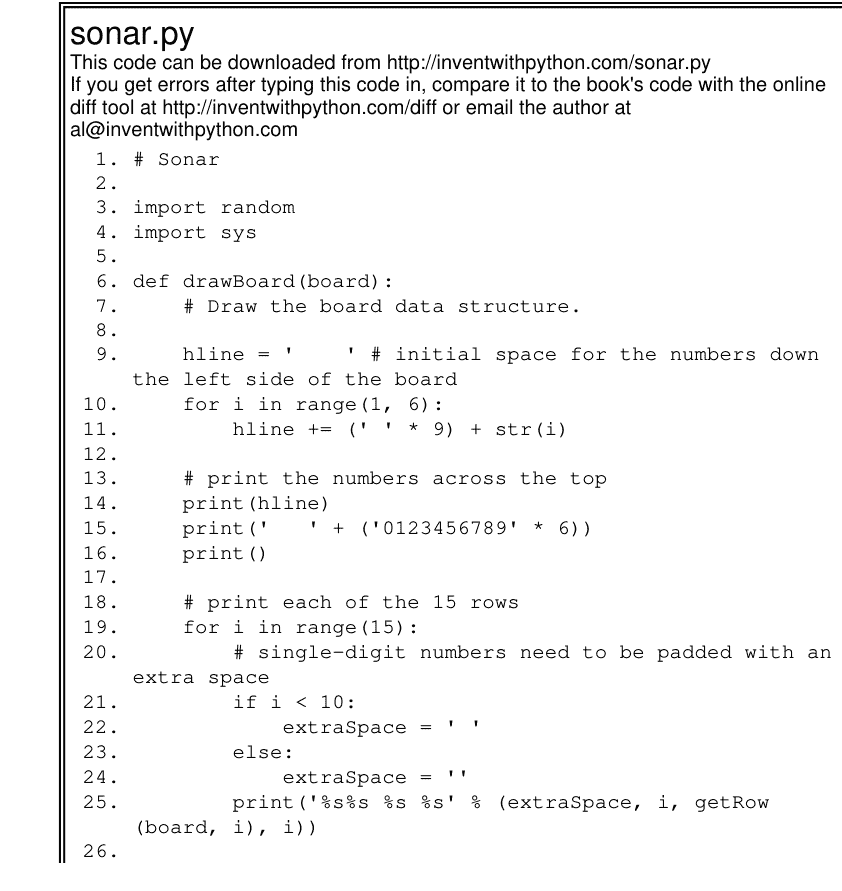 sonar.py
This code can be downloaded from http://inventwithpython.com/sonar.py
If you get errors after typing this code in, compare it to the book's code with the online
diff tool at http://inventwithpython.com/diff or email the author at
al@inventwithpython.com
1. # Sonar
2.
3. import random
4. import sys
5.
6. def drawBoard(board):
7.     # Draw the board data structure.
8.
9.     hline = '    ' # initial space for the numbers down
the left side of the board
10.     for i in range(1, 6):
11.         hline += (' ' * 9) + str(i)
12.
13.     # print the numbers across the top
14.     print(hline)
15.     print('   ' + ('0123456789' * 6))
16.     print()
17.
18.     # print each of the 15 rows
19.     for i in range(15):
20.         # single-digit numbers need to be padded with an
extra space
21.         if i < 10:
22.             extraSpace = ' '
23.         else:
24.             extraSpace = ''
25.         print('%s%s %s %s' % (extraSpace, i, getRow
(board, i), i))
26.